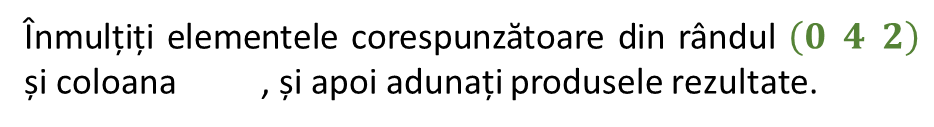 Înmulțiți elementele corespunzătoare din rândul (0 4 2)
și coloana , și apoi adunați produsele rezultate.